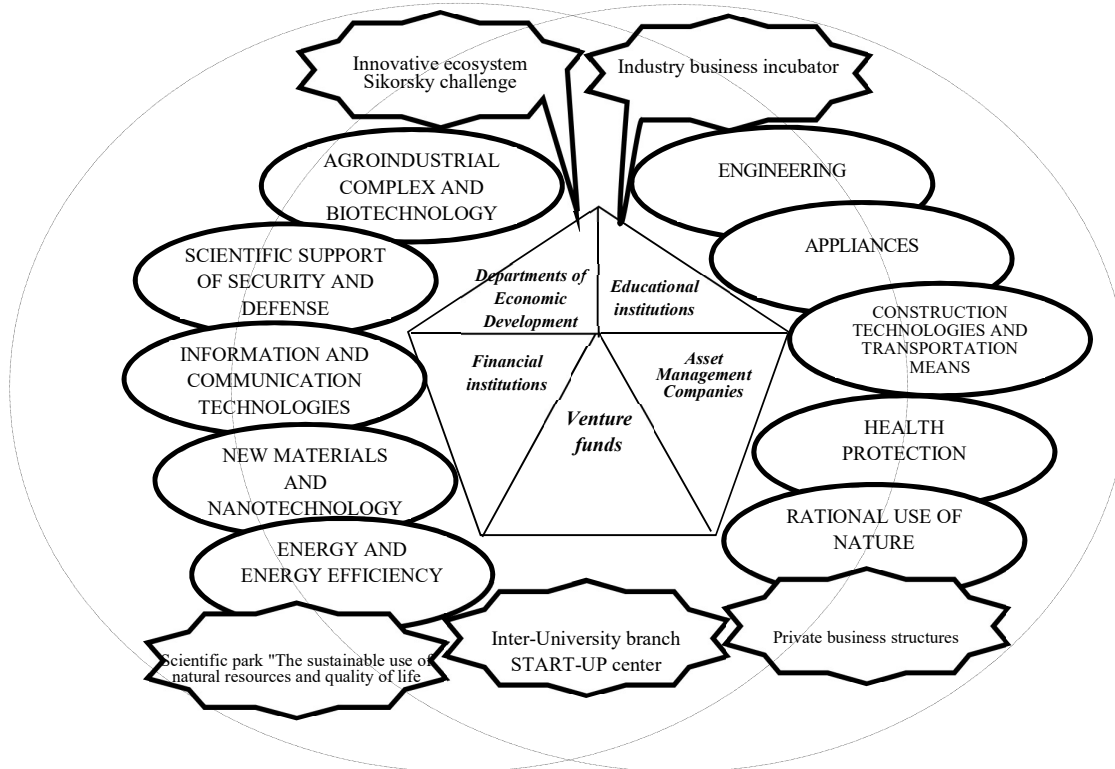 Innovative ecosystem
Sikorsky challenge
Industry business incubator
AGROINDUSTRIAL
COMPLEX AND
BIOTECHNOLOGY
ENGINEERING
SCIENTIFIC SUPPORT
OF SECURITY AND
DEFENSE
APPLIANCES
Departments of
Economic
Development
Educational
institutions
INFORMATION AND
COMMUNICATION
TECHNOLOGIES
CONSTRUCTION
TECHNOLOGIES AND
TRANSPORTATION
MEANS
Financial
institutions
Asset
Management
Companies
Venture
funds
NEW MATERIALS
AND
NANOTECHNOLOGY
HEALTH
PROTECTION
ENERGY AND
ENERGY EFFICIENCY
RATIONAL USE OF
NATURE
Scientific park "The sustainable use of
natural resources and quality of life
Inter-University branch
START-UP center
Private business structures